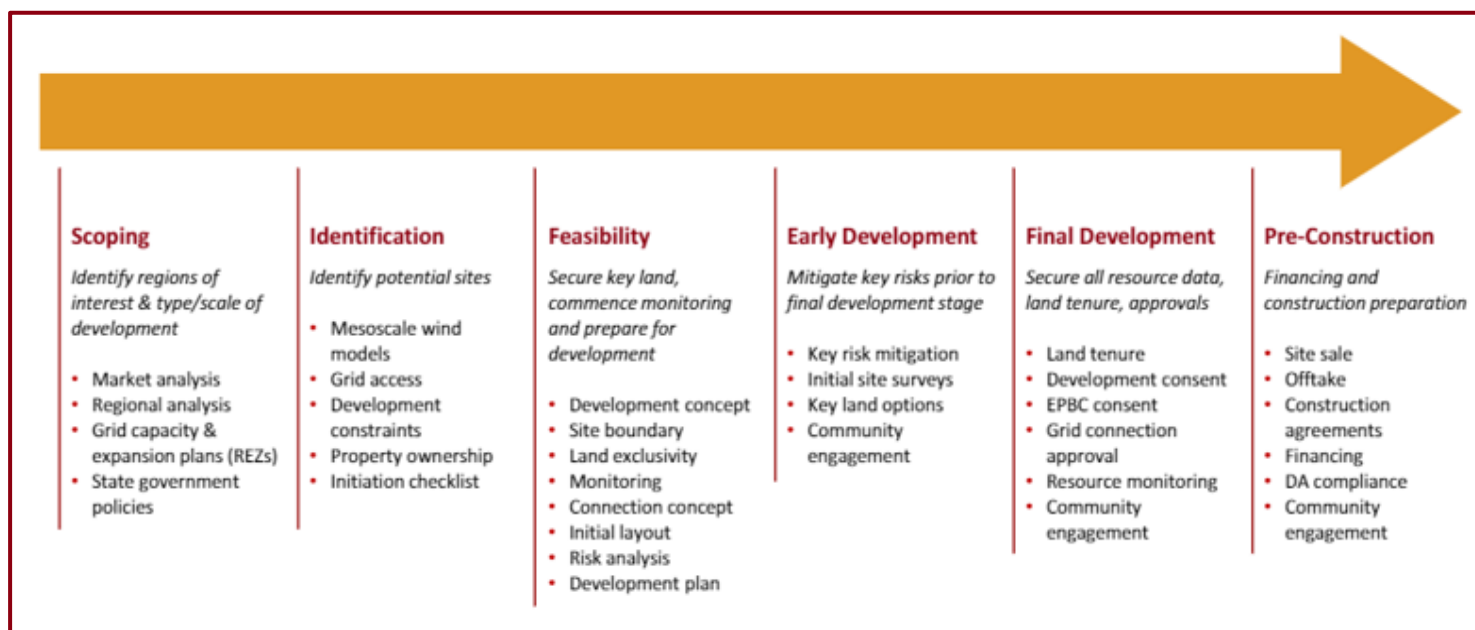 Scoping
Identify regions of
interest & type/scale of
development
• Market analysis
• Regional analysis
• Grid capacity &
expansion plans (REZs)
• State government
policies
Identification
Identify potential sites
• Mesoscale wind
models
• Grid access
• Development
constraints
• Property ownership
• Initiation checklist
Feasibility
Secure key land,
commence monitoring
and prepare for
development
• Development concept
• Site boundary
• Land exclusivity
• Monitoring
• Connection concept
• Initial layout
• Risk analysis
• Development plan
Early Development
Mitigate key risks prior to
final development stage
• Key risk mitigation
• Initial site surveys
• Key land options
• Community
engagement
Final Development
Secure all resource data,
land tenure, approvals
• Land tenure
• Development consent
• EPBC consent
• Grid connection
approval
• Resource monitoring
• Community
engagement
Pre-Construction
Financing and
construction preparation
• Site sale
• Offtake
• Construction
agreements
• Financing
• DA compliance
• Community
engagement